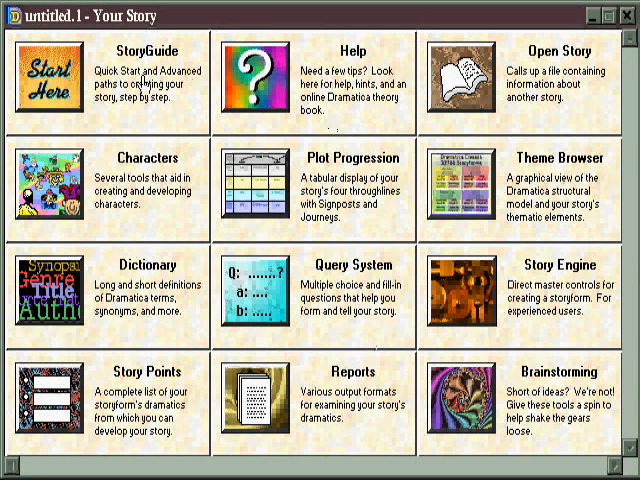 untitled.1 - Your Story
Start
Here
StoryGuide
Quick Start and Advanced
paths to creating your
story, step by step.
Help
Need a few tips? Look
here for help, hints, and an
online Dramatica theory
book.
Open Story
Calls up a file containing
information about
another story.
Characters
Several tools that aid in
creating and developing
characters.
Plot Progression
A tabular display of your
story's four throughlines
with Signposts and
Journeys.
Theme Browser
A graphical view of the
Dramatica structural
model and your story's
thematic elements.
Synopsi
Genre
Title
Autho
Dictionary
Long and short definitions
of Dramatica terms,
synonyms, and more.
Q: .......?
a: ....
b: .....
Query System
Multiple choice and fill-in
questions that help you
form and tell your story.
Story Engine
Direct master controls for
creating a storyform. For
experienced users.
Story Points
A complete list of your
storyform's dramatics
from which you can
develop your story.
Reports
Various output formats
for examining your story's
dramatics.
Brainstorming
Short of ideas? We're not!
Give these tools a spin to
help shake the gears
loose.